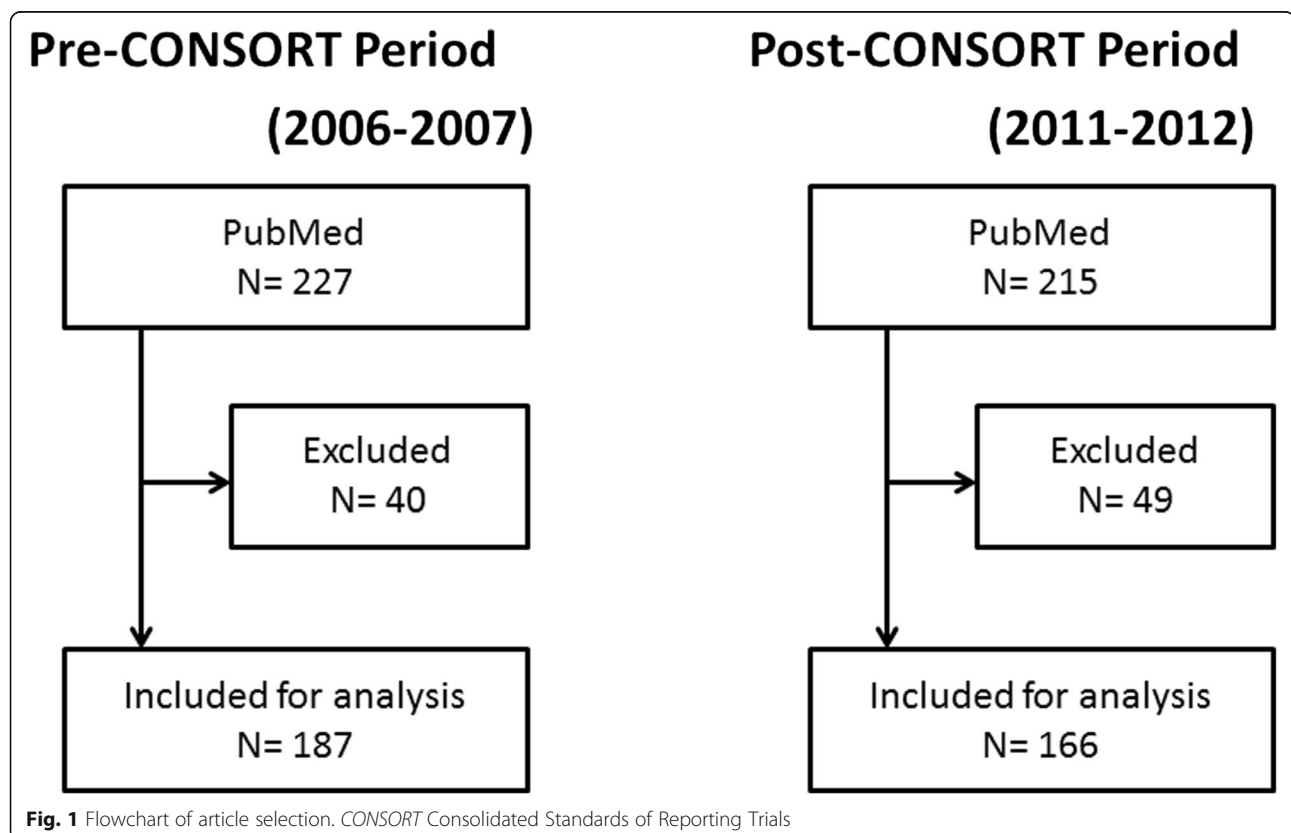 Pre-CONSORT Period
(2006-2007)
PubMed
N= 227
Excluded
N= 40
Included for analysis
N= 187
Post-CONSORT Period
(2011-2012)
PubMed
N= 215
Excluded
N= 49
Included for analysis
N= 166
Fig. 1 Flowchart of article selection. CONSORT Consolidated Standards of Reporting Trials